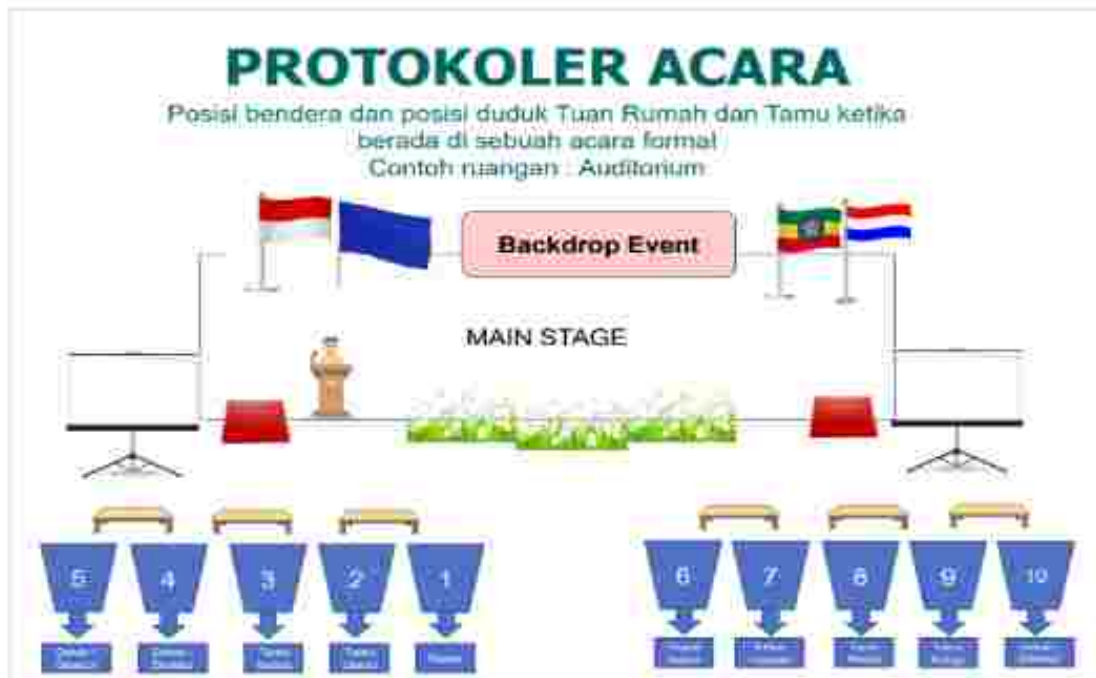 PROTOKOLER ACARA
Posisi bendera dan posisi duduk Tuan Rumah dan Tamu ketika
berada di sebuah acara formal
Contoh ruangan : Auditorium
Backdrop Event
MAIN STAGE
5 4 3 2 1 6 7 8 9 10